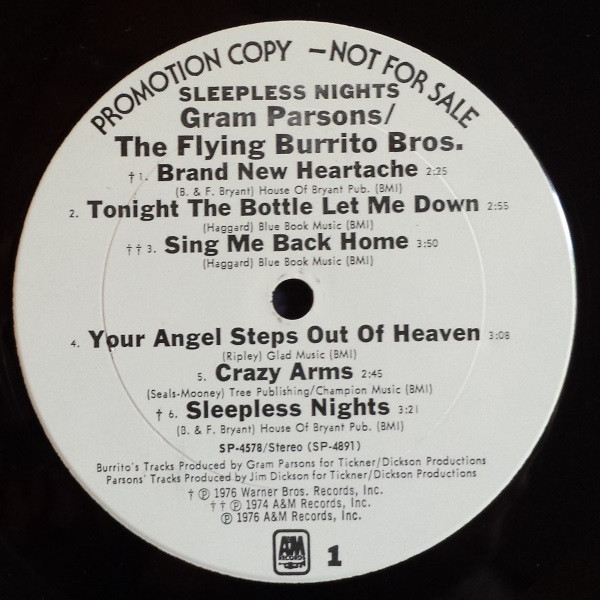 PROMOTION COPY – NOT FOR SALE
SLEEPLESS NIGHTS
Gram Parsons/
The Flying Burrito Bros.
† 1. Brand New Heartache 2:25
(B. & F. Bryant) House Of Bryant Pub. (BMI)
2. Tonight The Bottle Let Me Down 2:55
(Haggard) Blue Book Music (BMI)
†† 3. Sing Me Back Home 3:50
(Haggard) Blue Book Music (BMI)
4. Your Angel Steps Out Of Heaven 3:08
(Ripley) Glad Music (BMI)
5. Crazy Arms 2:45
(Seals-Mooney) Tree Publishing/Champion Music (BMI)
† 6. Sleepless Nights 3:21
(B. & F. Bryant) House Of Bryant Pub. (BMI)
SP-4578/Stereo (SP-4891)
Burrito's Tracks Produced by Gram Parsons for Tickner/Dickson Productions
Parsons' Tracks Produced by Jim Dickson for Tickner/Dickson Productions
† ℗ 1976 Warner Bros. Records, Inc.
†† ℗ 1974 A&M Records, Inc.
℗ 1976 A&M Records, Inc.
A&M RECORDS 1